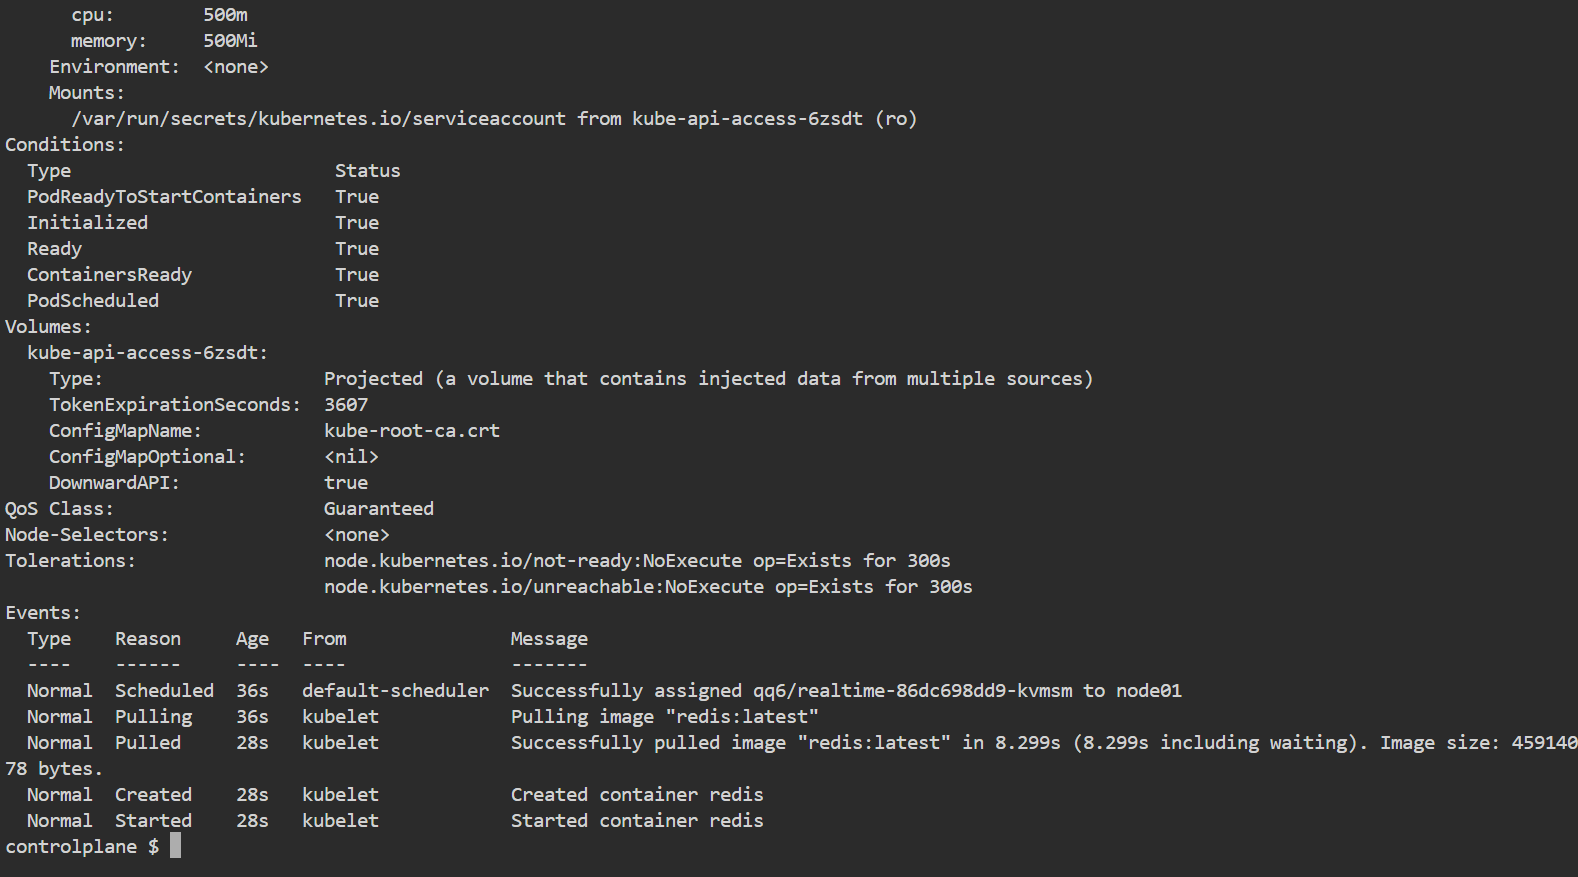 cpu: 500m
memory: 500Mi
Environment: <none>
Mounts:
/var/run/secrets/kubernetes.io/serviceaccount from kube-api-access-6zsdt (ro)
Conditions:
Type Status
PodReadyToStartContainers True
Initialized True
Ready True
ContainersReady True
PodScheduled True
Volumes:
kube-api-access-6zsdt:
Type: Projected (a volume that contains injected data from multiple sources)
TokenExpirationSeconds: 3607
ConfigMapName: kube-root-ca.crt
ConfigMapOptional: <nil>
DownwardAPI: true
QoS Class: Guaranteed
Node-Selectors: <none>
Tolerations: node.kubernetes.io/not-ready:NoExecute op=Exists for 300s
node.kubernetes.io/unreachable:NoExecute op=Exists for 300s
Events:
Type Reason Age From Message
---- ------ ---- ---- -------
Normal Scheduled 36s default-scheduler Successfully assigned qq6/realtime-86dc698dd9-kvmsm to node01
Normal Pulling 36s kubelet Pulling image "redis:latest"
Normal Pulled 28s kubelet Successfully pulled image "redis:latest" in 8.299s (8.299s including waiting). Image size: 459140
78 bytes.
Normal Created 28s kubelet Created container redis
Normal Started 28s kubelet Started container redis
controlplane $